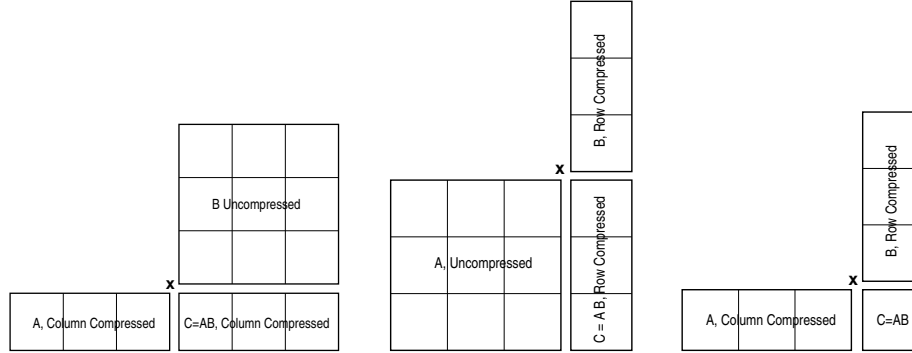 B Uncompressed
x
A, Column Compressed
C=AB, Column Compressed
B, Row Compressed
x
A, Uncompressed
C = A B, Row Compressed
B, Row Compressed
x
A, Column Compressed
C=AB